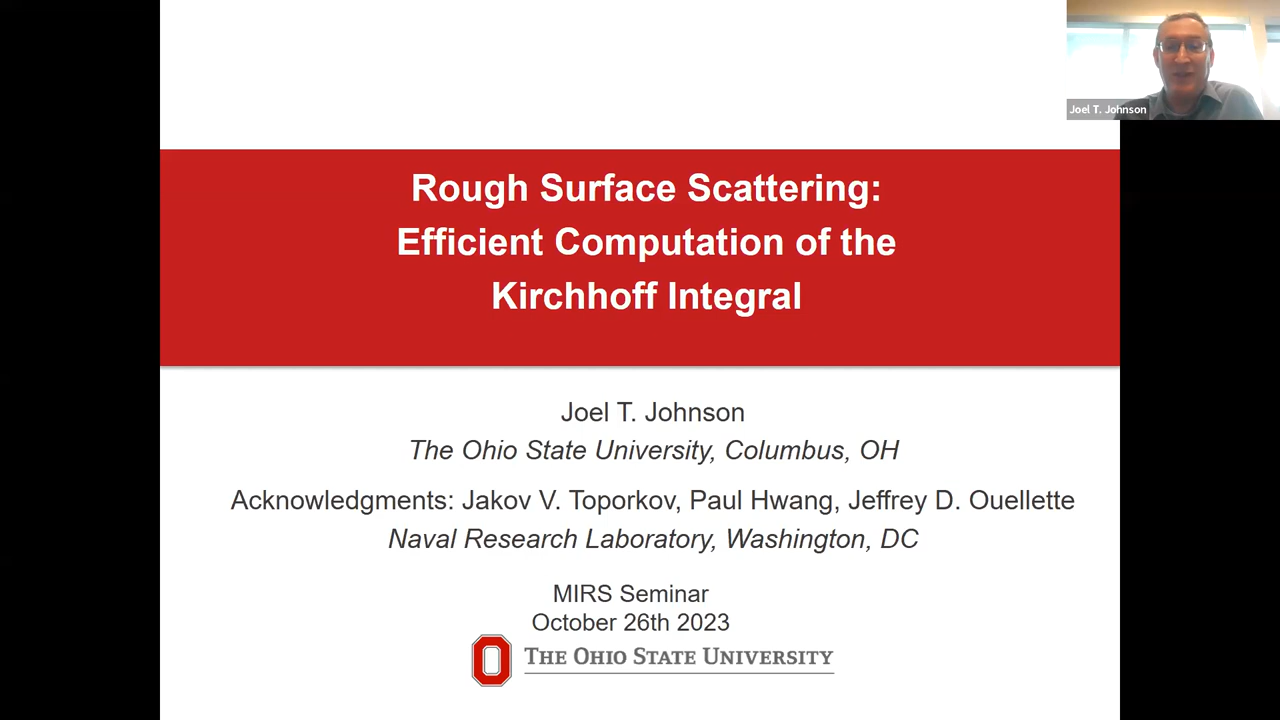 Joel T. Johnson
Rough Surface Scattering:
Efficient Computation of the
Kirchhoff Integral
Joel T. Johnson
The Ohio State University, Columbus, OH
Acknowledgments: Jakov V. Toporkov, Paul Hwang, Jeffrey D. Ouellette
Naval Research Laboratory, Washington, DC
MIRS Seminar
October 26th 2023
THE OHIO STATE UNIVERSITY